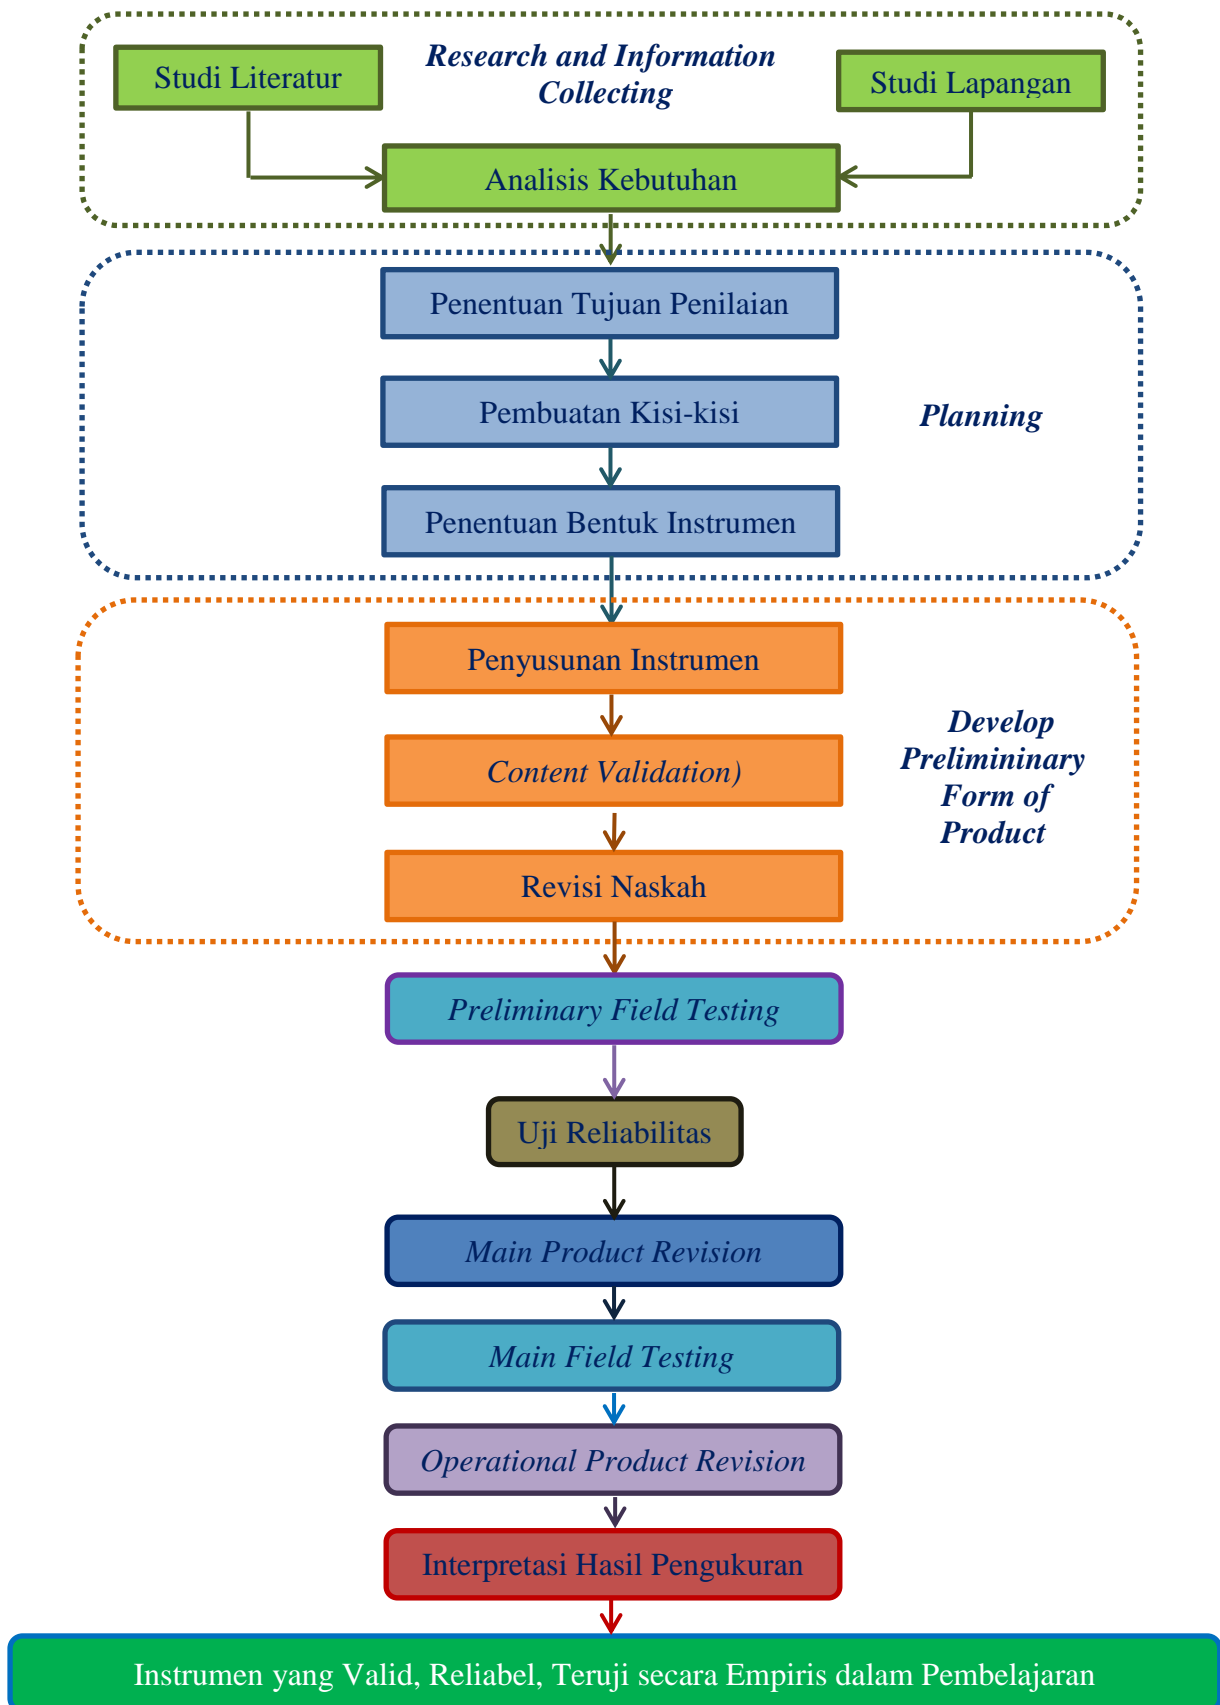 Studi Literatur
Research and Information
Collecting
Studi Lapangan
Analisis Kebutuhan
Penentuan Tujuan Penilaian
Pembuatan Kisi-kisi
Planning
Penentuan Bentuk Instrumen
Penyusunan Instrumen
Develop
Prelimininary
Form of
Product
Content Validation)
Revisi Naskah
Preliminary Field Testing
Uji Reliabilitas
Main Product Revision
Main Field Testing
Operational Product Revision
Interpretasi Hasil Pengukuran
Instrumen yang Valid, Reliabel, Teruji secara Empiris dalam Pembelajaran